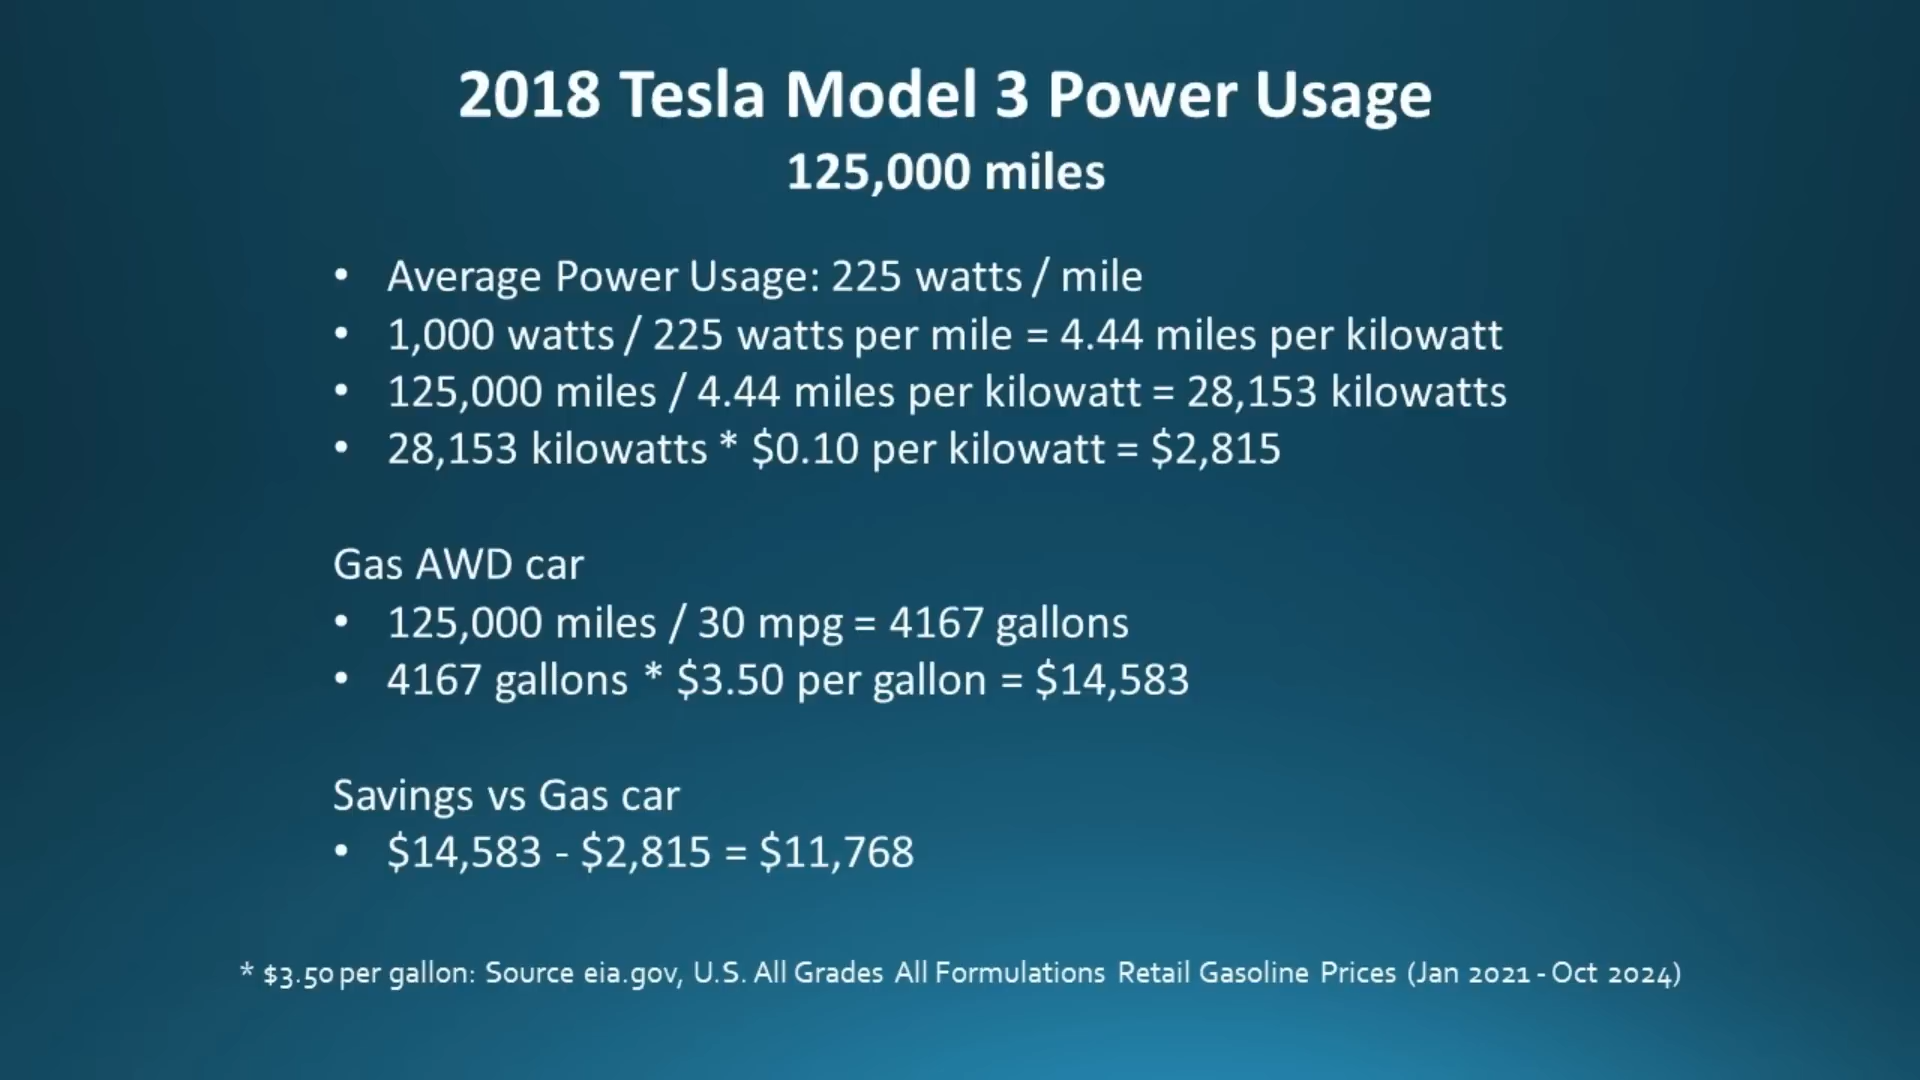 2018 Tesla Model 3 Power Usage
125,000 miles
• Average Power Usage: 225 watts / mile
• 1,000 watts / 225 watts per mile = 4.44 miles per kilowatt
• 125,000 miles / 4.44 miles per kilowatt = 28,153 kilowatts
• 28,153 kilowatts * $0.10 per kilowatt = $2,815
Gas AWD car
• 125,000 miles / 30 mpg = 4167 gallons
• 4167 gallons * $3.50 per gallon = $14,583
Savings vs Gas car
• $14,583 - $2,815 = $11,768
* $3.50 per gallon: Source eia.gov, U.S. All Grades All Formulations Retail Gasoline Prices (Jan 2021 - Oct 2024)